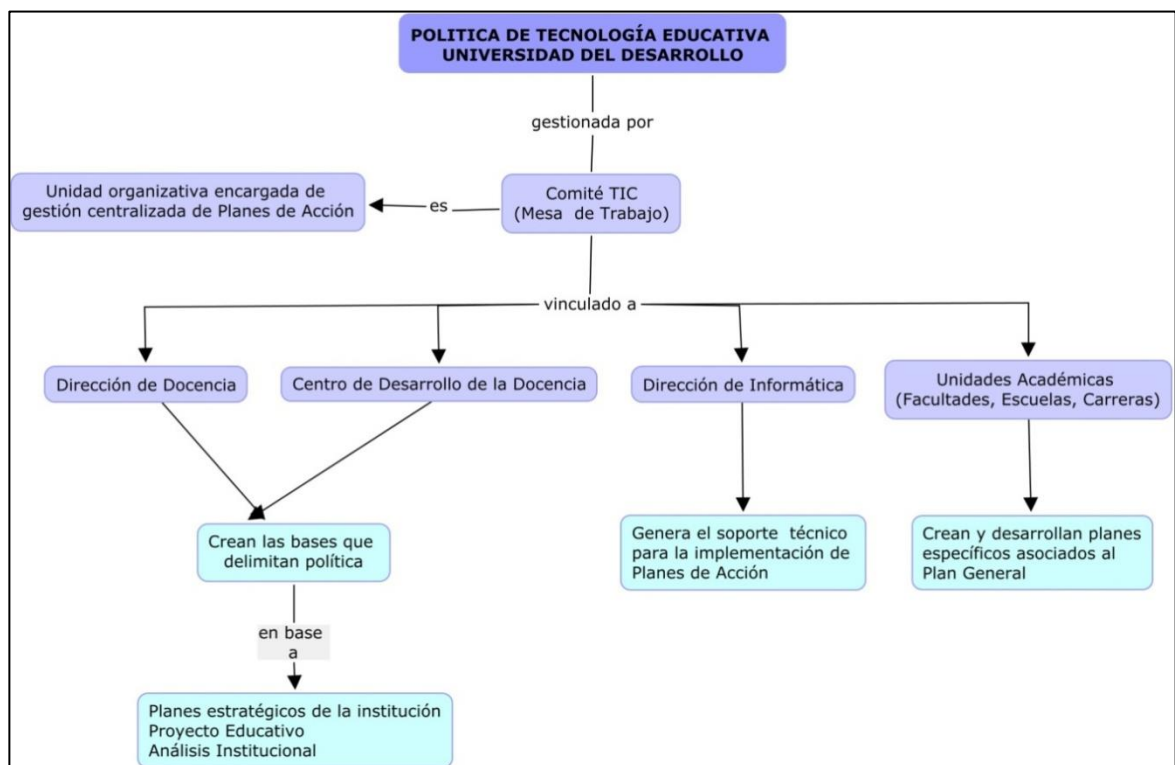 POLITICA DE TECNOLOGÍA EDUCATIVA
UNIVERSIDAD DEL DESARROLLO
gestionada por
Unidad organizativa encargada de
gestión centralizada de Planes de Acción
es
Comité TIC
(Mesa de Trabajo)
vinculado a
Dirección de Docencia
Centro de Desarrollo de la Docencia
Dirección de Informática
Unidades Académicas
(Facultades, Escuelas, Carreras)
Crean las bases que
delimitan política
Genera el soporte técnico
para la implementación de
Planes de Acción
Crean y desarrollan planes
específicos asociados al
Plan General
en base
a
Planes estratégicos de la institución
Proyecto Educativo
Análisis Institucional